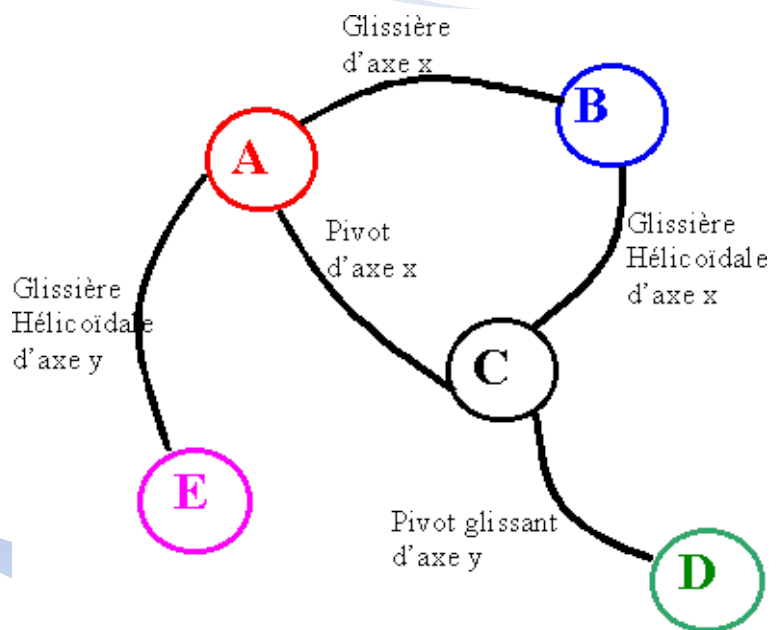 Glissière
d'axe x
A
B
Pivot
d'axe x
Glissière
Hélicoïdale
d'axe x
Glissière
Hélicoïdale
d'axe y
C
E
Pivot glissant
d'axe y
D